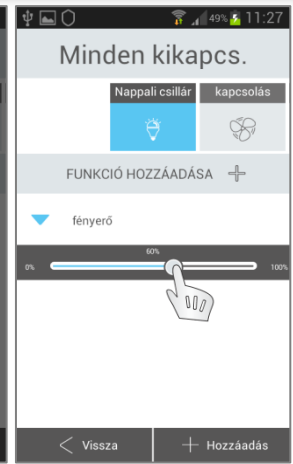 49% 11:27
Minden kikapcs.
Nappali csillár kapcsolás
FUNKCIÓ HOZZÁADÁSA
fényerő
60%
0% 100%
Vissza Hozzáadás